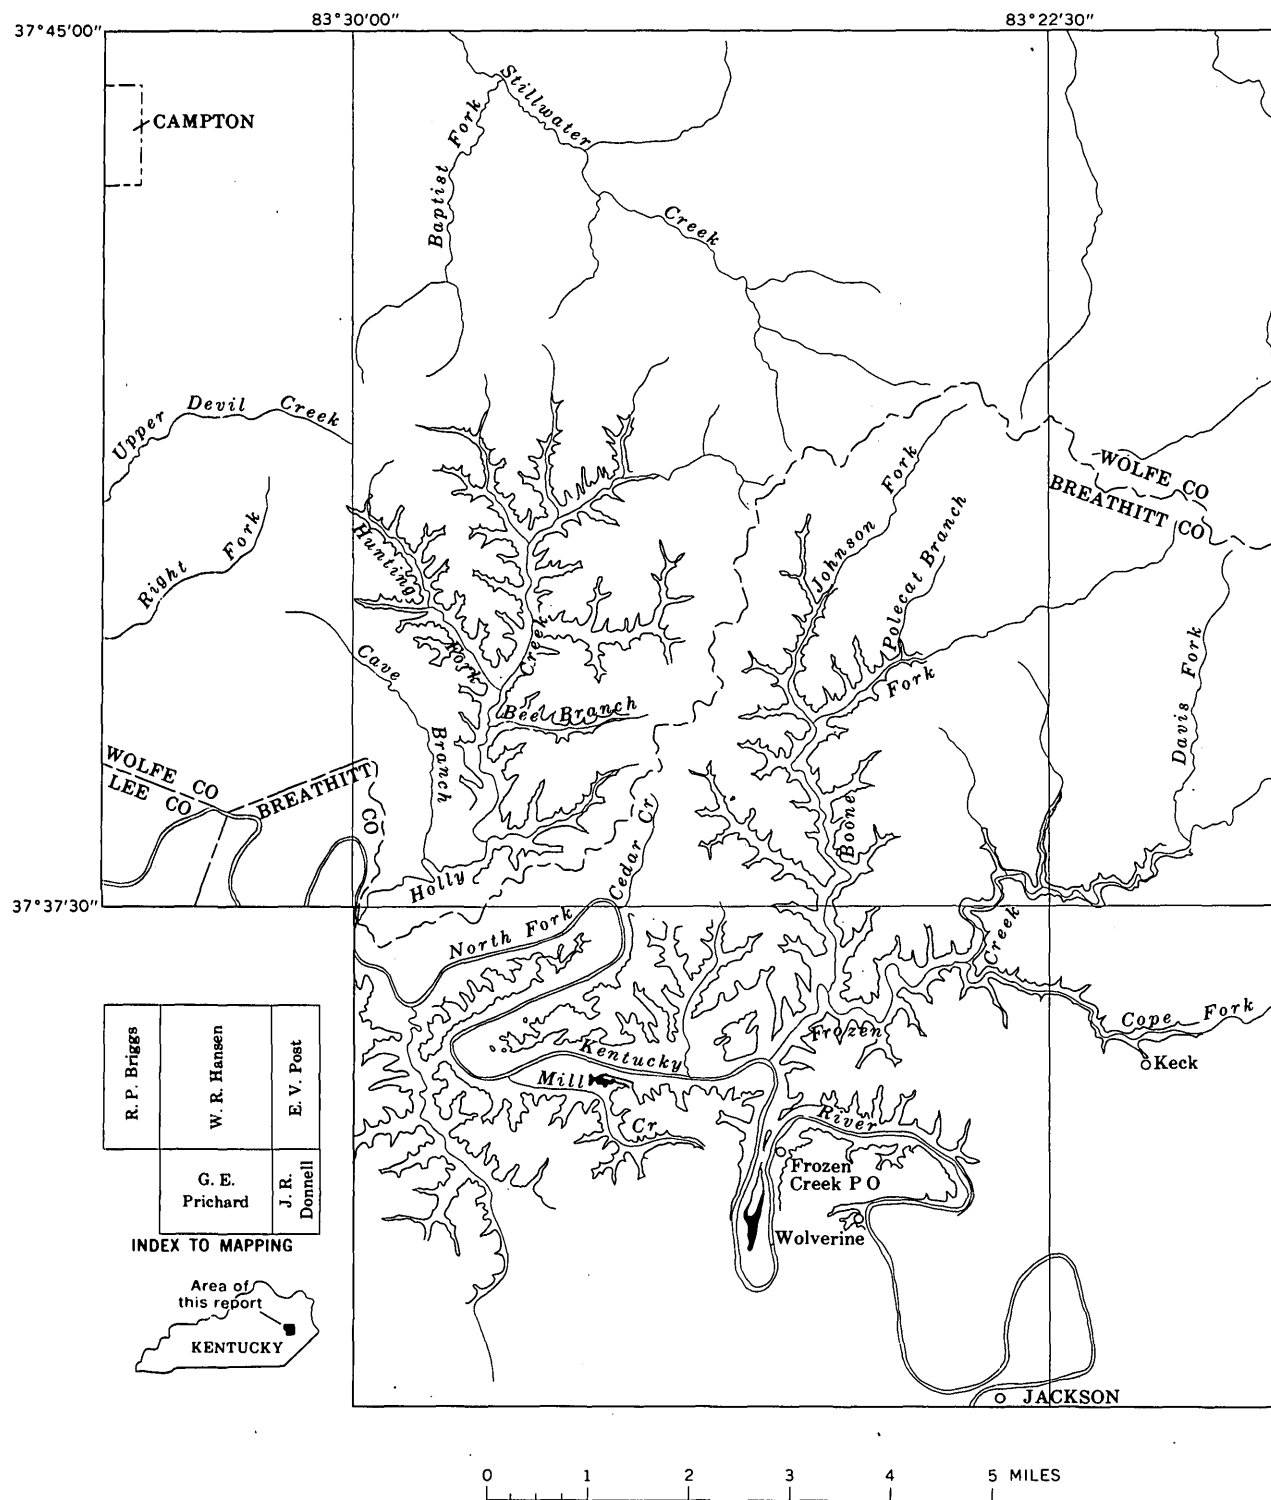 83°30′00″
83°22′30″
37°45′00″
CAMPTON
Stillwater
Creek
Baptist Fork
Upper Devil Creek
Right Fork
WOLFE CO
BREATHITT CO
Johnson Fork
Polecat Branch
Hunting
Fork
Creek
Cave
Branch
Bee Branch
Fork
Davis Fork
WOLFE CO
LEE CO
BREATHITT
CO
Boone
Cedar Cr
Holly
37°37′30″
North Fork
Creek
Frozen
Cope Fork
Keck
Kentucky
Mill
Cr
River
Frozen
Creek P O
Wolverine
R. P. Briggs
W. R. Hansen
E. V. Post
G. E.
Prichard
J. R.
Donnell
INDEX TO MAPPING
Area of
this report
KENTUCKY
JACKSON
0 1 2 3 4 5 MILES